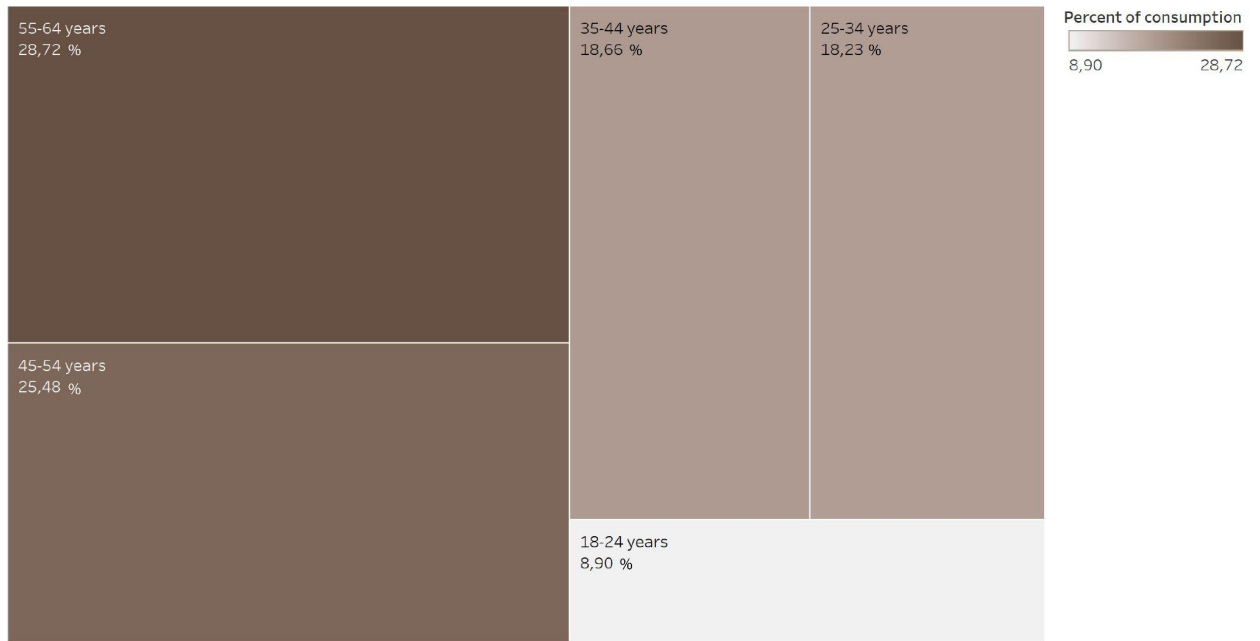 55-64 years
28,72 %
35-44 years
18,66 %
25-34 years
18,23 %
Percent of consumption
8,90 28,72
45-54 years
25,48 %
18-24 years
8,90 %